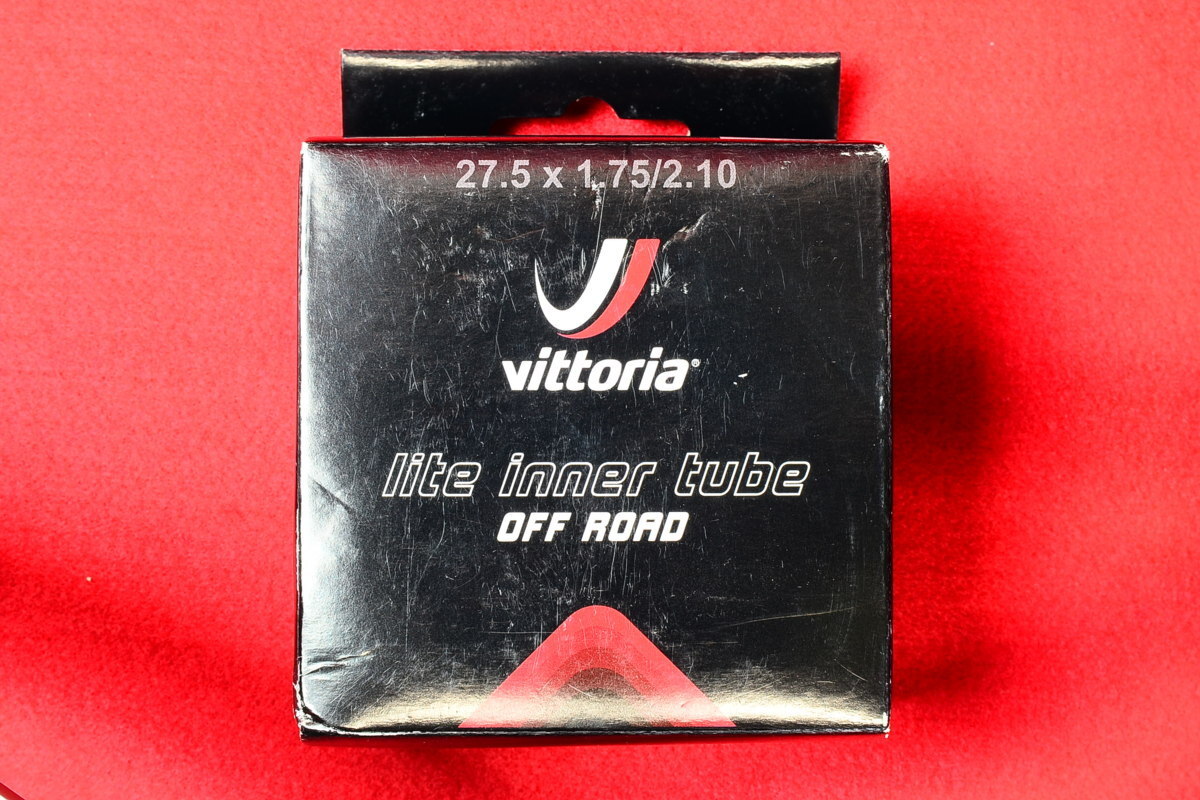 27.5 x 1.75/2.10
vittoria®
lite inner tube
OFF ROAD